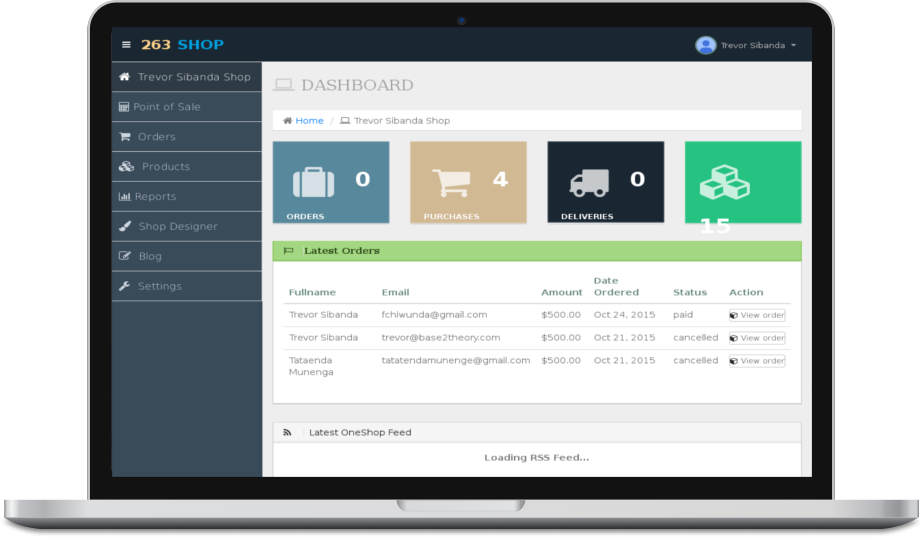 263 SHOP
Trevor Sibanda
Trevor Sibanda Shop
Point of Sale
Orders
Products
Reports
Shop Designer
Blog
Settings
DASHBOARD
Home / Trevor Sibanda Shop
0
ORDERS
4
PURCHASES
0
DELIVERIES
15
Latest Orders
Fullname Email Amount Date Ordered Status Action
Trevor Sibanda fchiwunda@gmail.com $500.00 Oct 24, 2015 paid View order
Trevor Sibanda trevor@base2theory.com $500.00 Oct 21, 2015 cancelled View order
Tataenda Munenga tatatendamunenge@gmail.com $500.00 Oct 21, 2015 cancelled View order
Latest OneShop Feed
Loading RSS Feed...